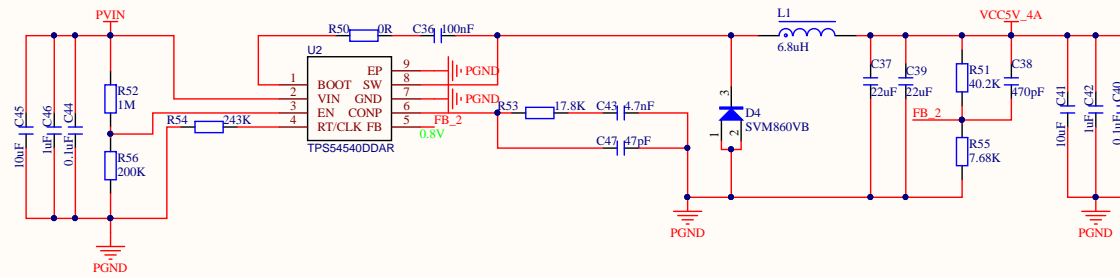 PVIN
R50
0R
C36
100nF
L1
6.8uH
VCC5V_4A
U2
1
2
3
4
BOOT
VIN
EN
RT/CLK
EP
SW
GND
CONP
FB
9
8
7
6
5
TPS54540DDAR
PGND
PGND
FB_2
0.8V
R52
1M
R56
200K
R54
243K
C45
10uF
C46
1uF
C44
0.1uF
PGND
R53
17.8K
C43
4.7nF
C47
47pF
PGND
3
1
2
D4
SVM860VB
C37
22uF
C39
22uF
R51
40.2K
C38
470pF
FB_2
R55
7.68K
C41
10uF
C42
1uF
C40
0.1uF
PGND